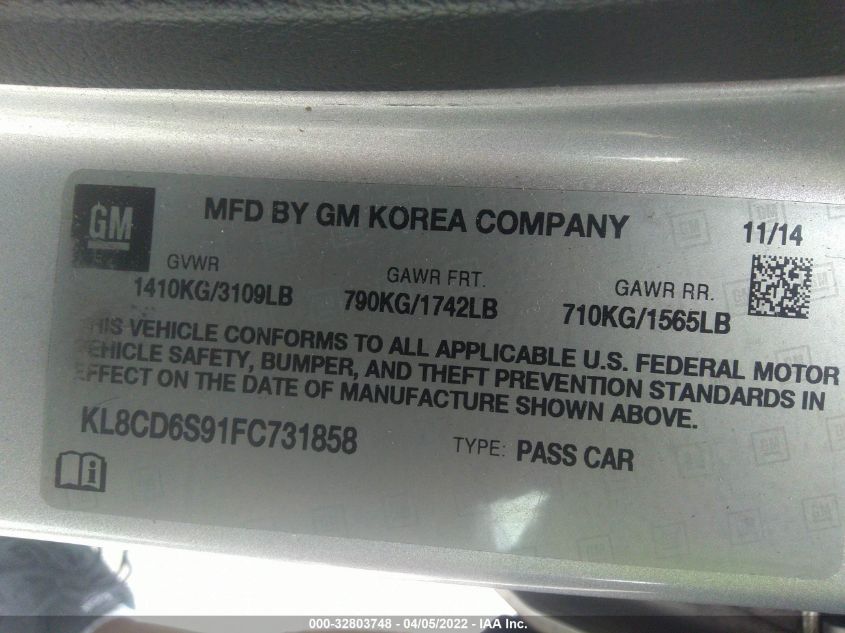 GM
MFD BY GM KOREA COMPANY
11/14
GVWR
GAWR FRT.
GAWR RR.
1410KG/3109LB
790KG/1742LB
710KG/1565LB
THIS VEHICLE CONFORMS TO ALL APPLICABLE U.S. FEDERAL MOTOR
VEHICLE SAFETY, BUMPER, AND THEFT PREVENTION STANDARDS IN
EFFECT ON THE DATE OF MANUFACTURE SHOWN ABOVE.
KL8CD6S91FC731858
TYPE: PASS CAR
000-32803748 - 04/05/2022 - IAA Inc.